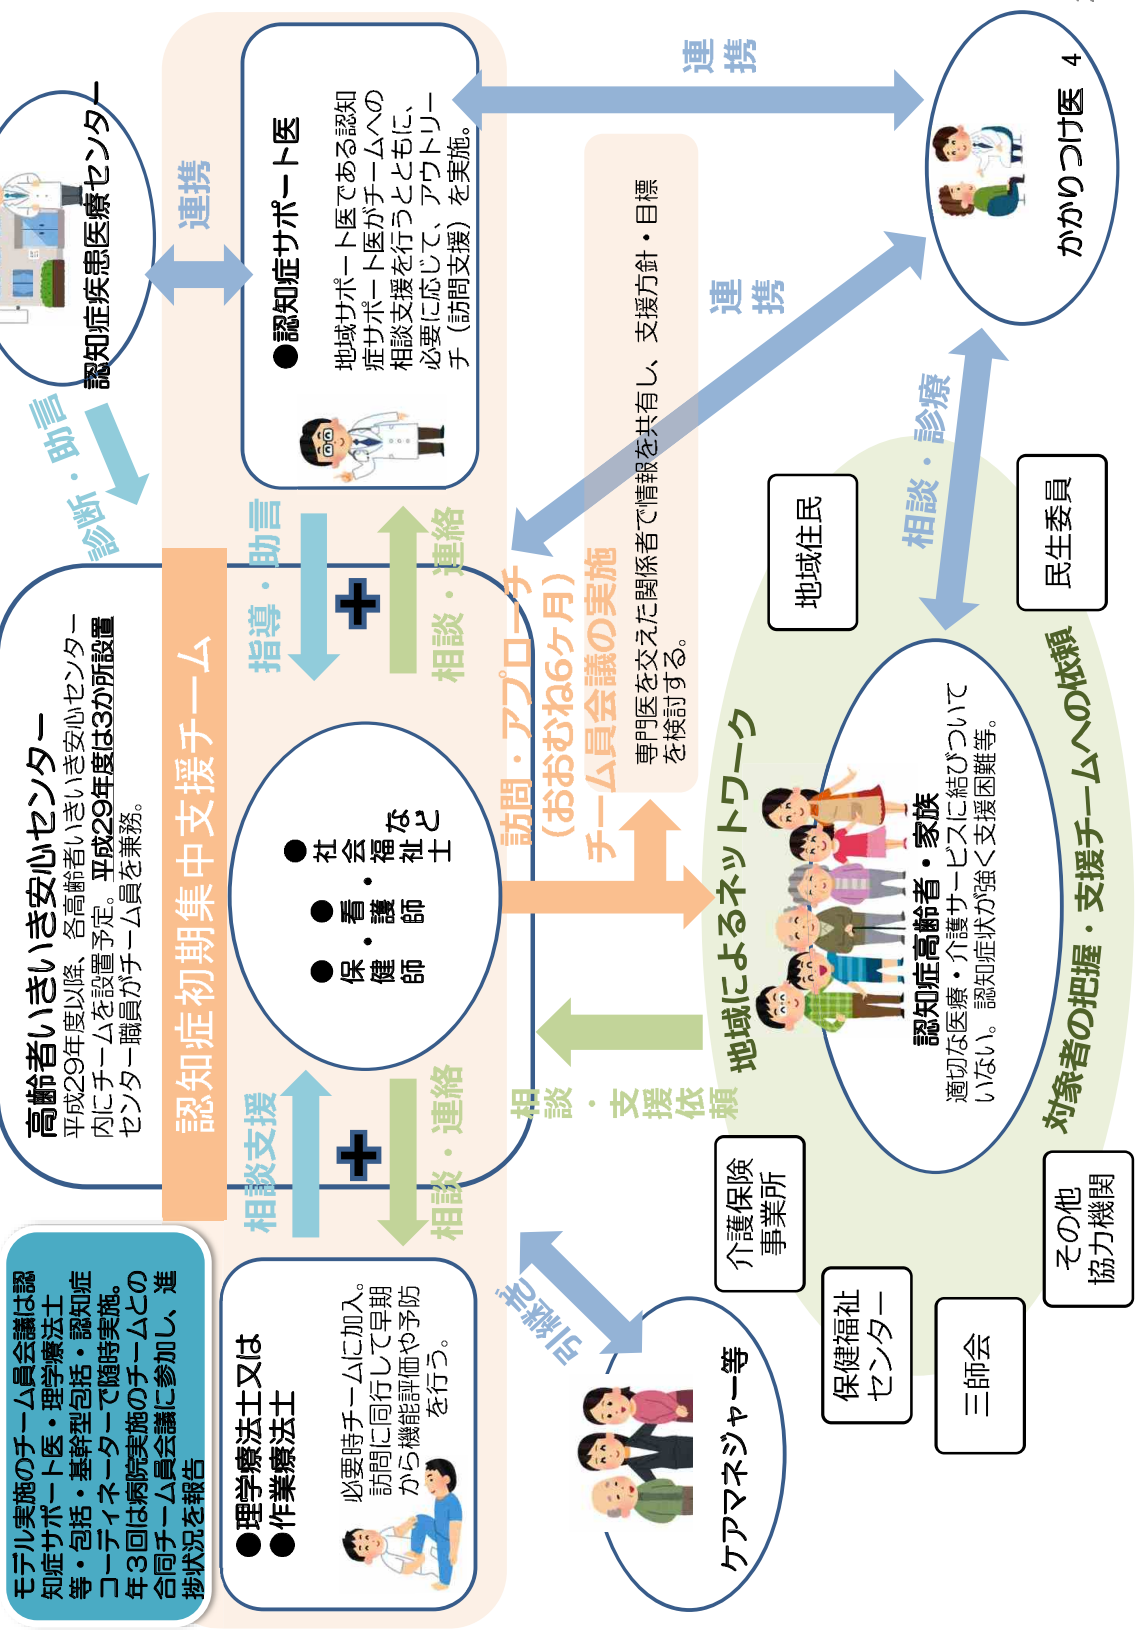 モデル実施のチーム員会議は認
知症サポート医・理学療法士
等・包括・基幹型包括・認知症
コーディネーターで随時実施。
年3回は病院実施のチームとの
合同チーム員会議に参加し、進
捗状況を報告
高齢者いきいき安心センター
平成29年度以降、各高齢者いきいき安心センター
内にチームを設置予定。平成29年度は3か所設置
センター職員がチーム員を兼務。
認知症疾患医療センター
診断・助言
連携
認知症初期集中支援チーム
●理学療法士又は
●作業療法士
必要時チームに加入。
訪問に同行して早期
から機能評価や予防
を行う。
相談支援
+
相談・連絡
●保健師
・
●看護師
・
●社会福祉士
など
指導・助言
+
相談・連絡
●認知症サポート医
地域サポート医である認知
症サポート医がチームへの
相談支援を行うとともに、
必要に応じて、アウトリー
チ（訪問支援）を実施。
引継ぎ
相談・支援依頼
訪問・アプローチ
（おおむね6ヶ月）
チーム員会議の実施
専門医を交えた関係者で情報を共有し、支援方針・目標
を検討する。
連携
連携
ケアマネジャー等
地域によるネットワーク
介護保険
事業所
保健福祉
センター
三師会
その他
協力機関
地域住民
民生委員
認知症高齢者・家族
適切な医療・介護サービスに結びついて
いない。認知症状が強く支援困難等。
対象者の把握・支援チームへの依頼
相談・診療
かかりつけ医
4